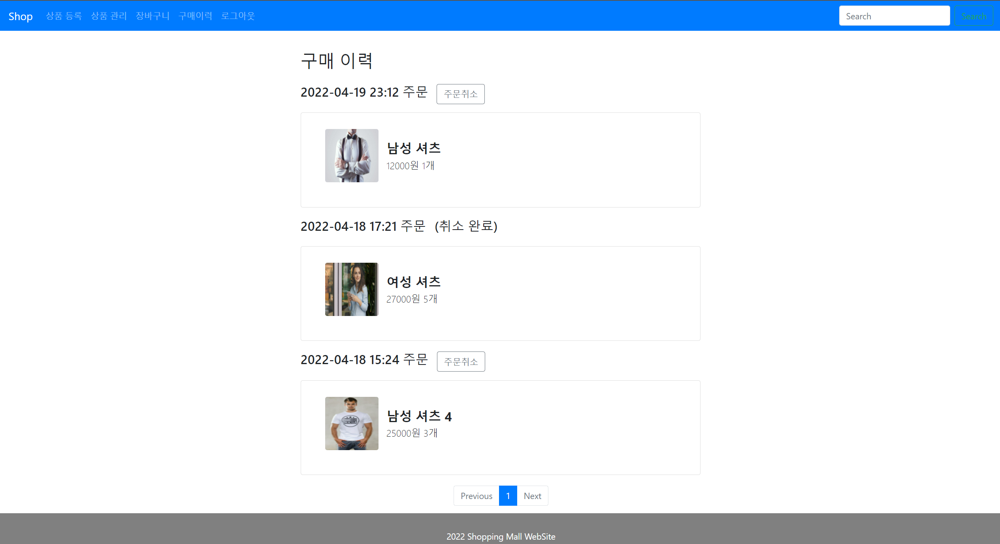 Shop 상품 등록 상품 관리 장바구니 구매이력 로그아웃 Search Search
구매 이력
2022-04-19 23:12 주문 주문취소
남성 셔츠
12000원 1개
2022-04-18 17:21 주문 (취소 완료)
여성 셔츠
27000원 5개
2022-04-18 15:24 주문 주문취소
남성 셔츠 4
25000원 3개
Previous 1 Next
2022 Shopping Mall WebSite